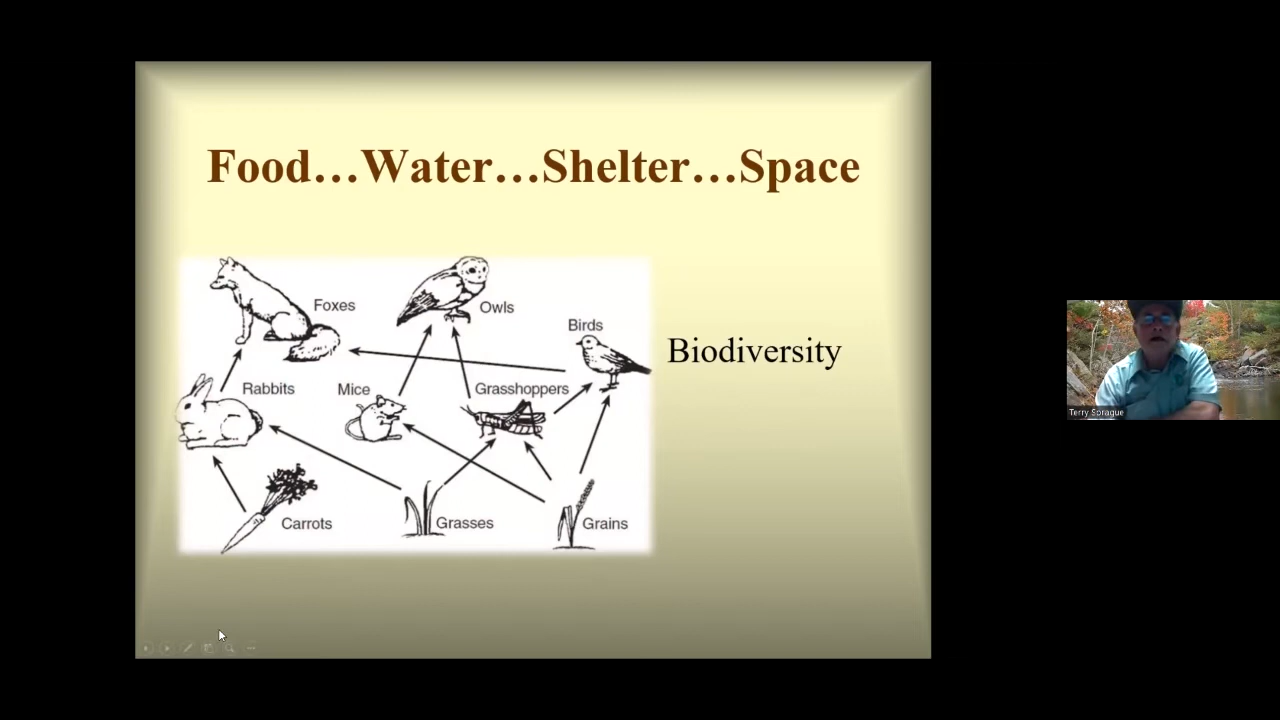 Food…Water…Shelter…Space
Foxes
Owls
Birds
Biodiversity
Rabbits
Mice
Grasshoppers
Carrots
Grasses
Grains
Terry Sprague